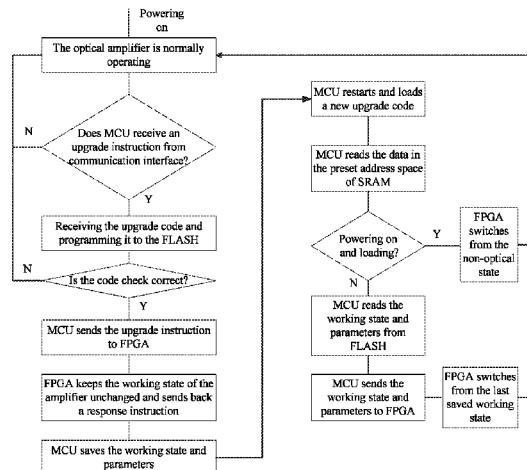 Powering
on
The optical amplifier is normally
operating
N
Does MCU receive an
upgrade instruction from
communication interface?
Y
Receiving the upgrade code and
programming it to the FLASH
N
Is the code check correct?
Y
MCU sends the upgrade instruction
to FPGA
FPGA keeps the working state of the
amplifier unchanged and sends back
a response instruction
MCU saves the working state and
parameters
MCU restarts and loads
a new upgrade code
MCU reads the data in
the preset address space
of SRAM
Powering on
and loading?
Y
FPGA
switches
from the
non-optical
state
N
MCU reads the
working state and
parameters from
FLASH
MCU sends the
working state and
parameters to FPGA
FPGA switches
from the last
saved working
state